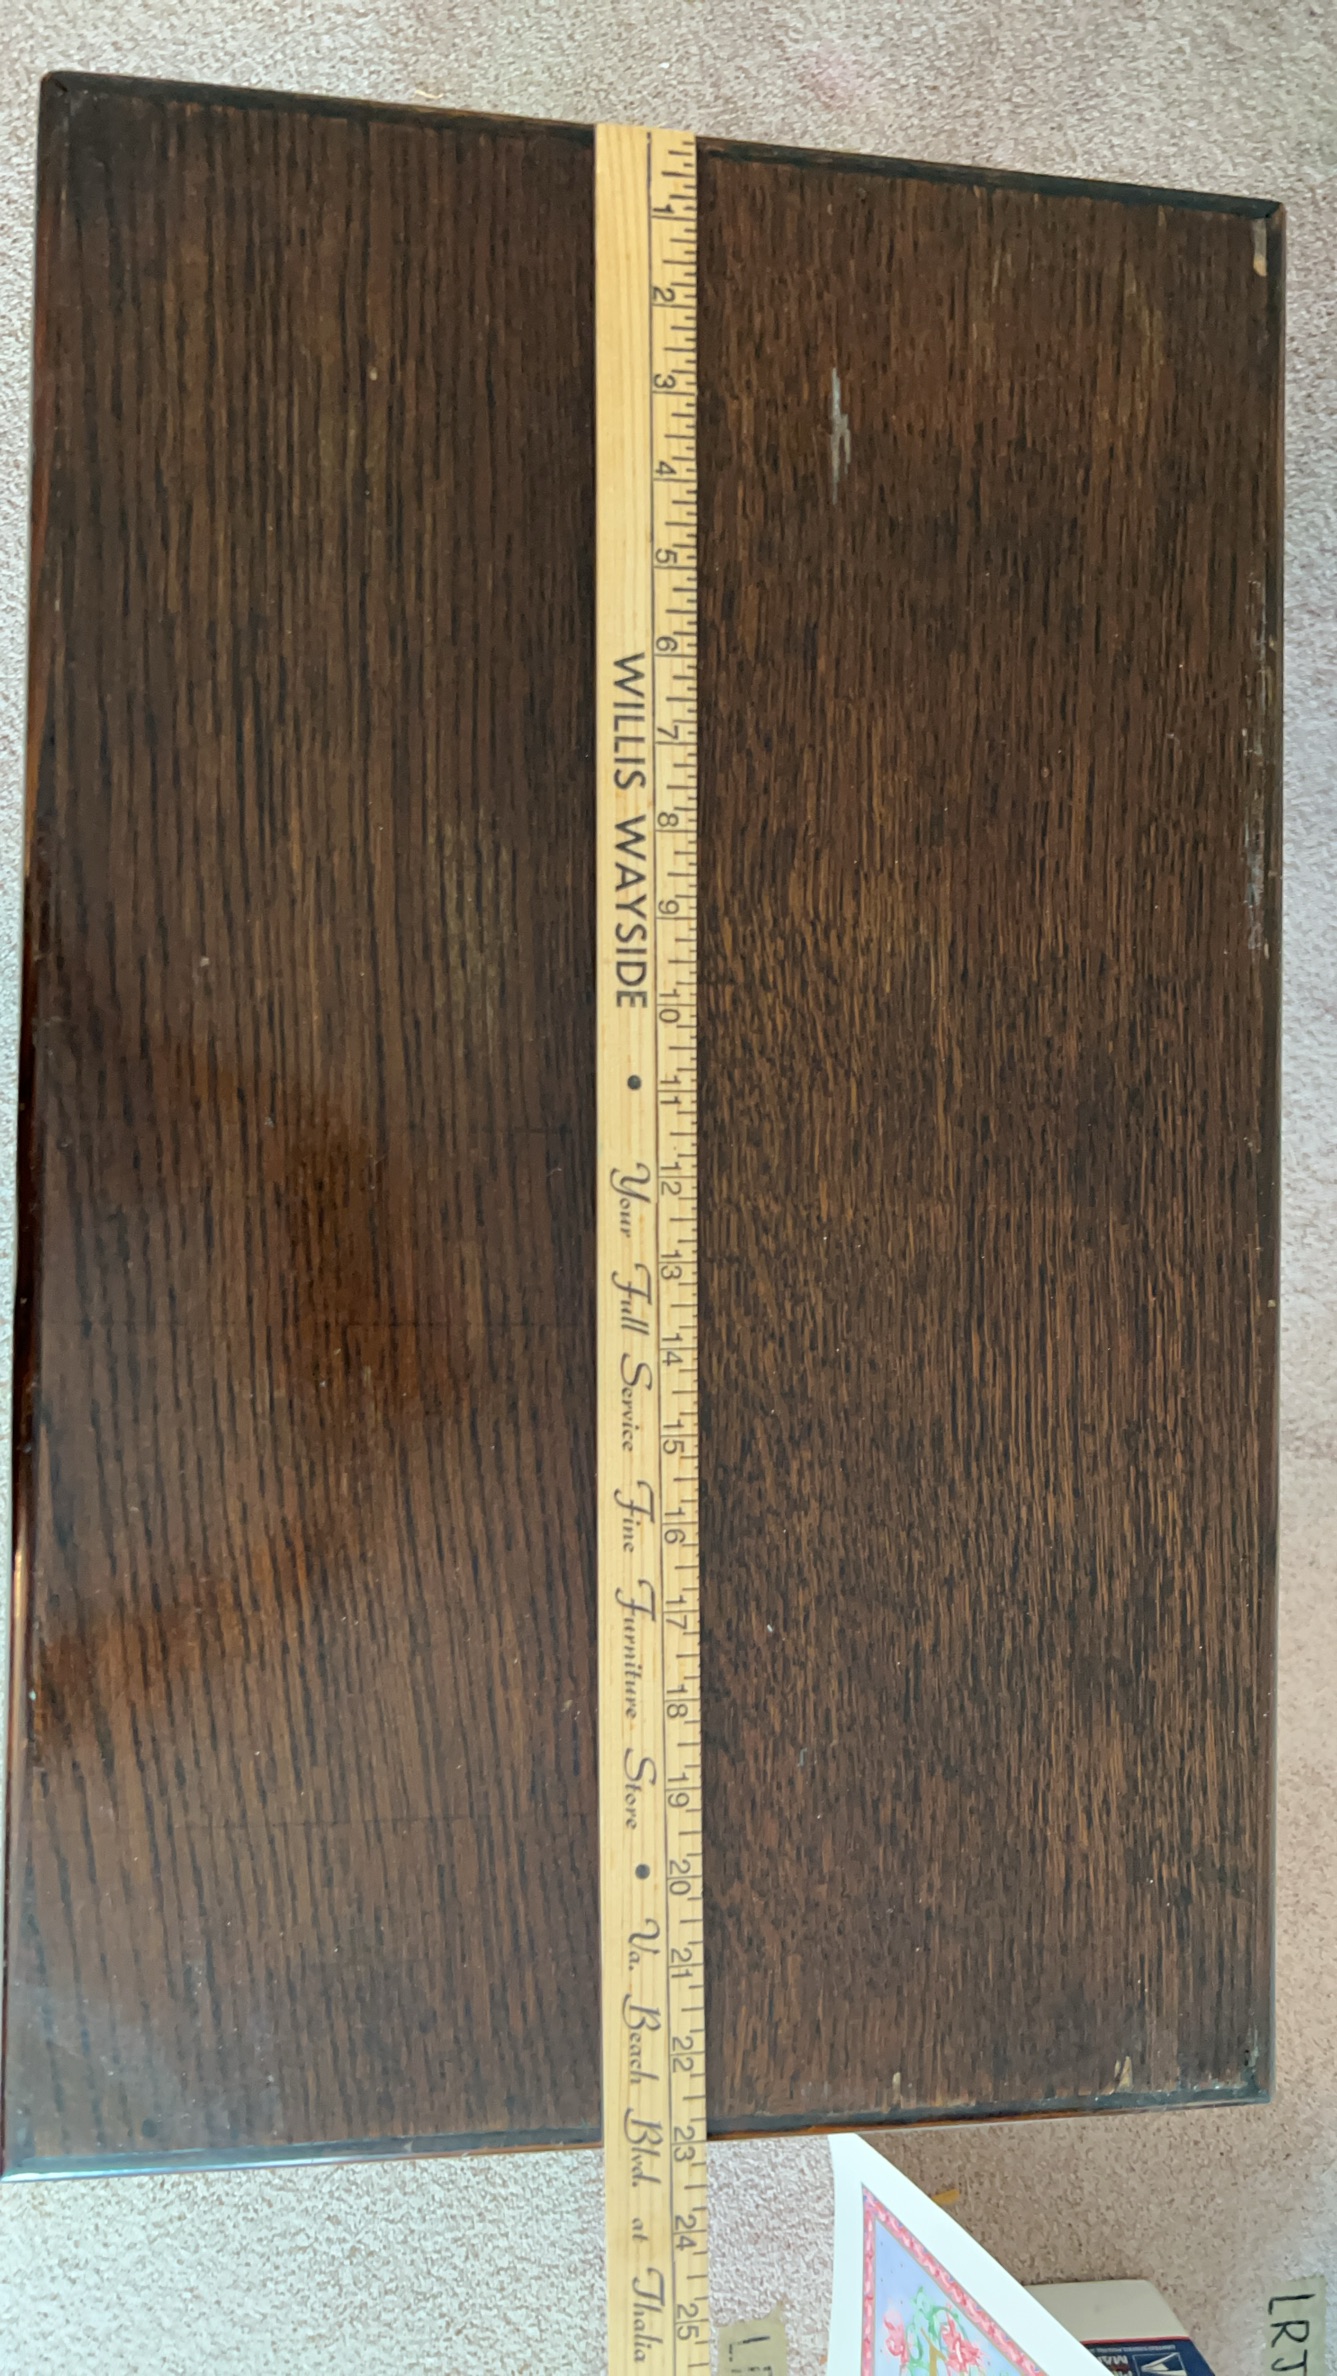 1 2 3 4 5 6 7 8 9 10 11 12 13 14 15 16 17 18 19 20 21 22 23 24 25
WILLIS WAYSIDE • Your Full Service Fine Furniture Store • Va. Beach Blvd. at Thalia
LRJ